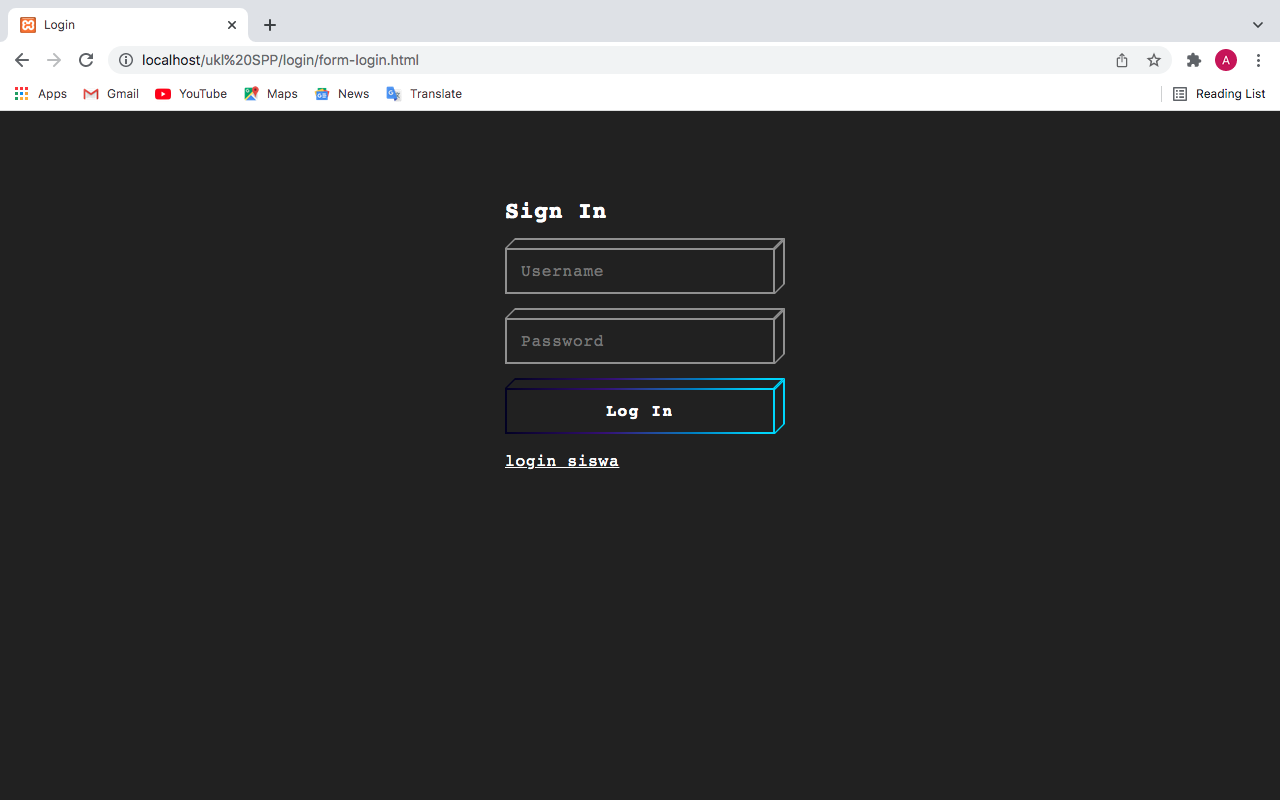 Login
localhost/ukl%20SPP/login/form-login.html
A
Apps Gmail YouTube Maps News Translate Reading List
Sign In
Username
Password
Log In
login siswa